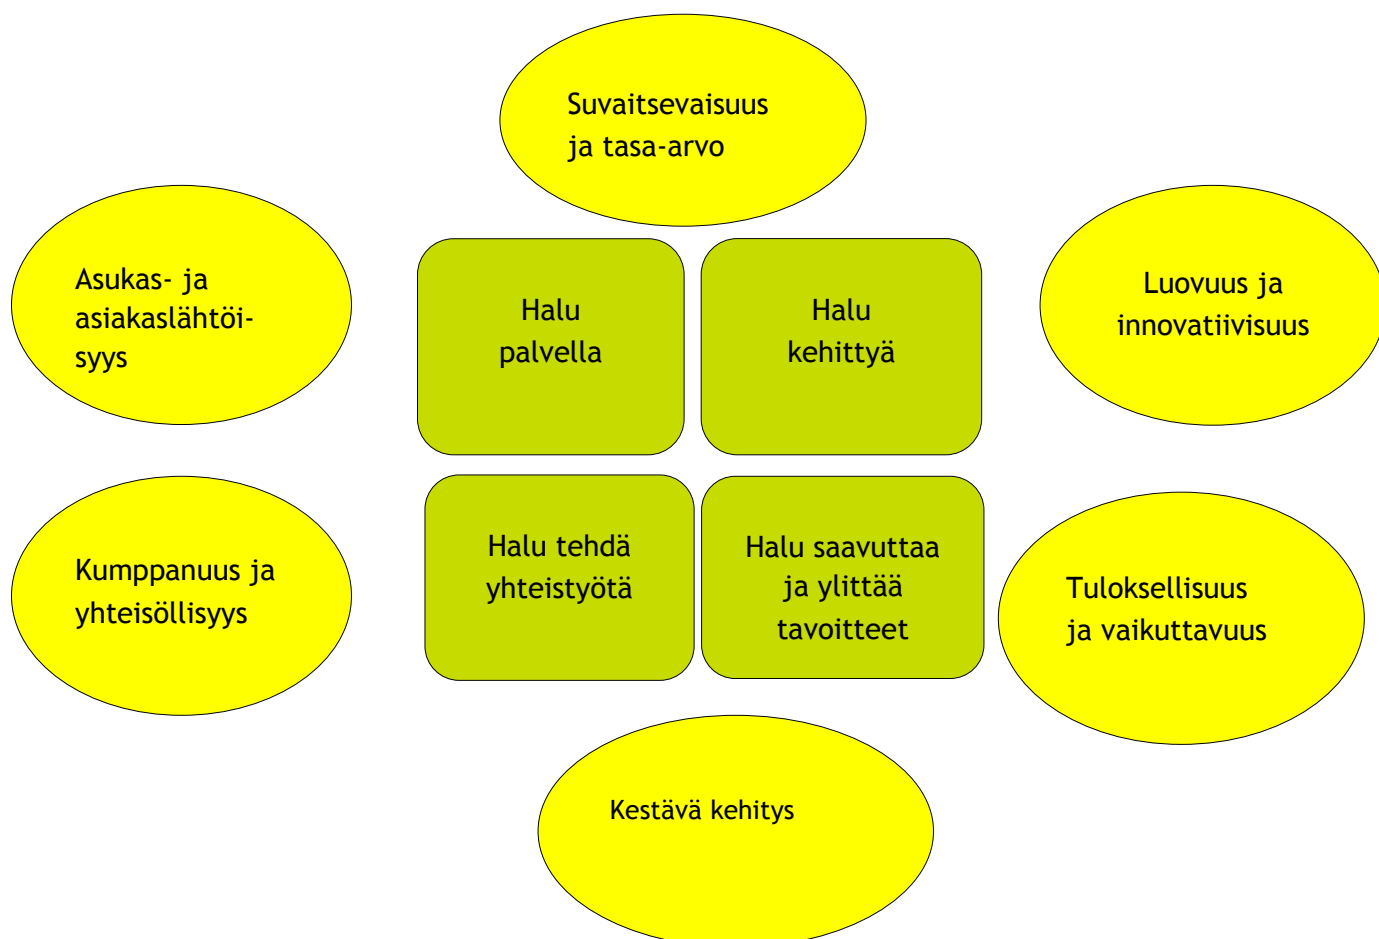 Suvaitsevaisuus
ja tasa-arvo
Asukas- ja
asiakaslähtöi-
syys
Halu
palvella
Halu
kehittyä
Luovuus ja
innovatiivisuus
Kumppanuus ja
yhteisöllisyys
Halu tehdä
yhteistyötä
Halu saavuttaa
ja ylittää
tavoitteet
Tuloksellisuus
ja vaikuttavuus
Kestävä kehitys